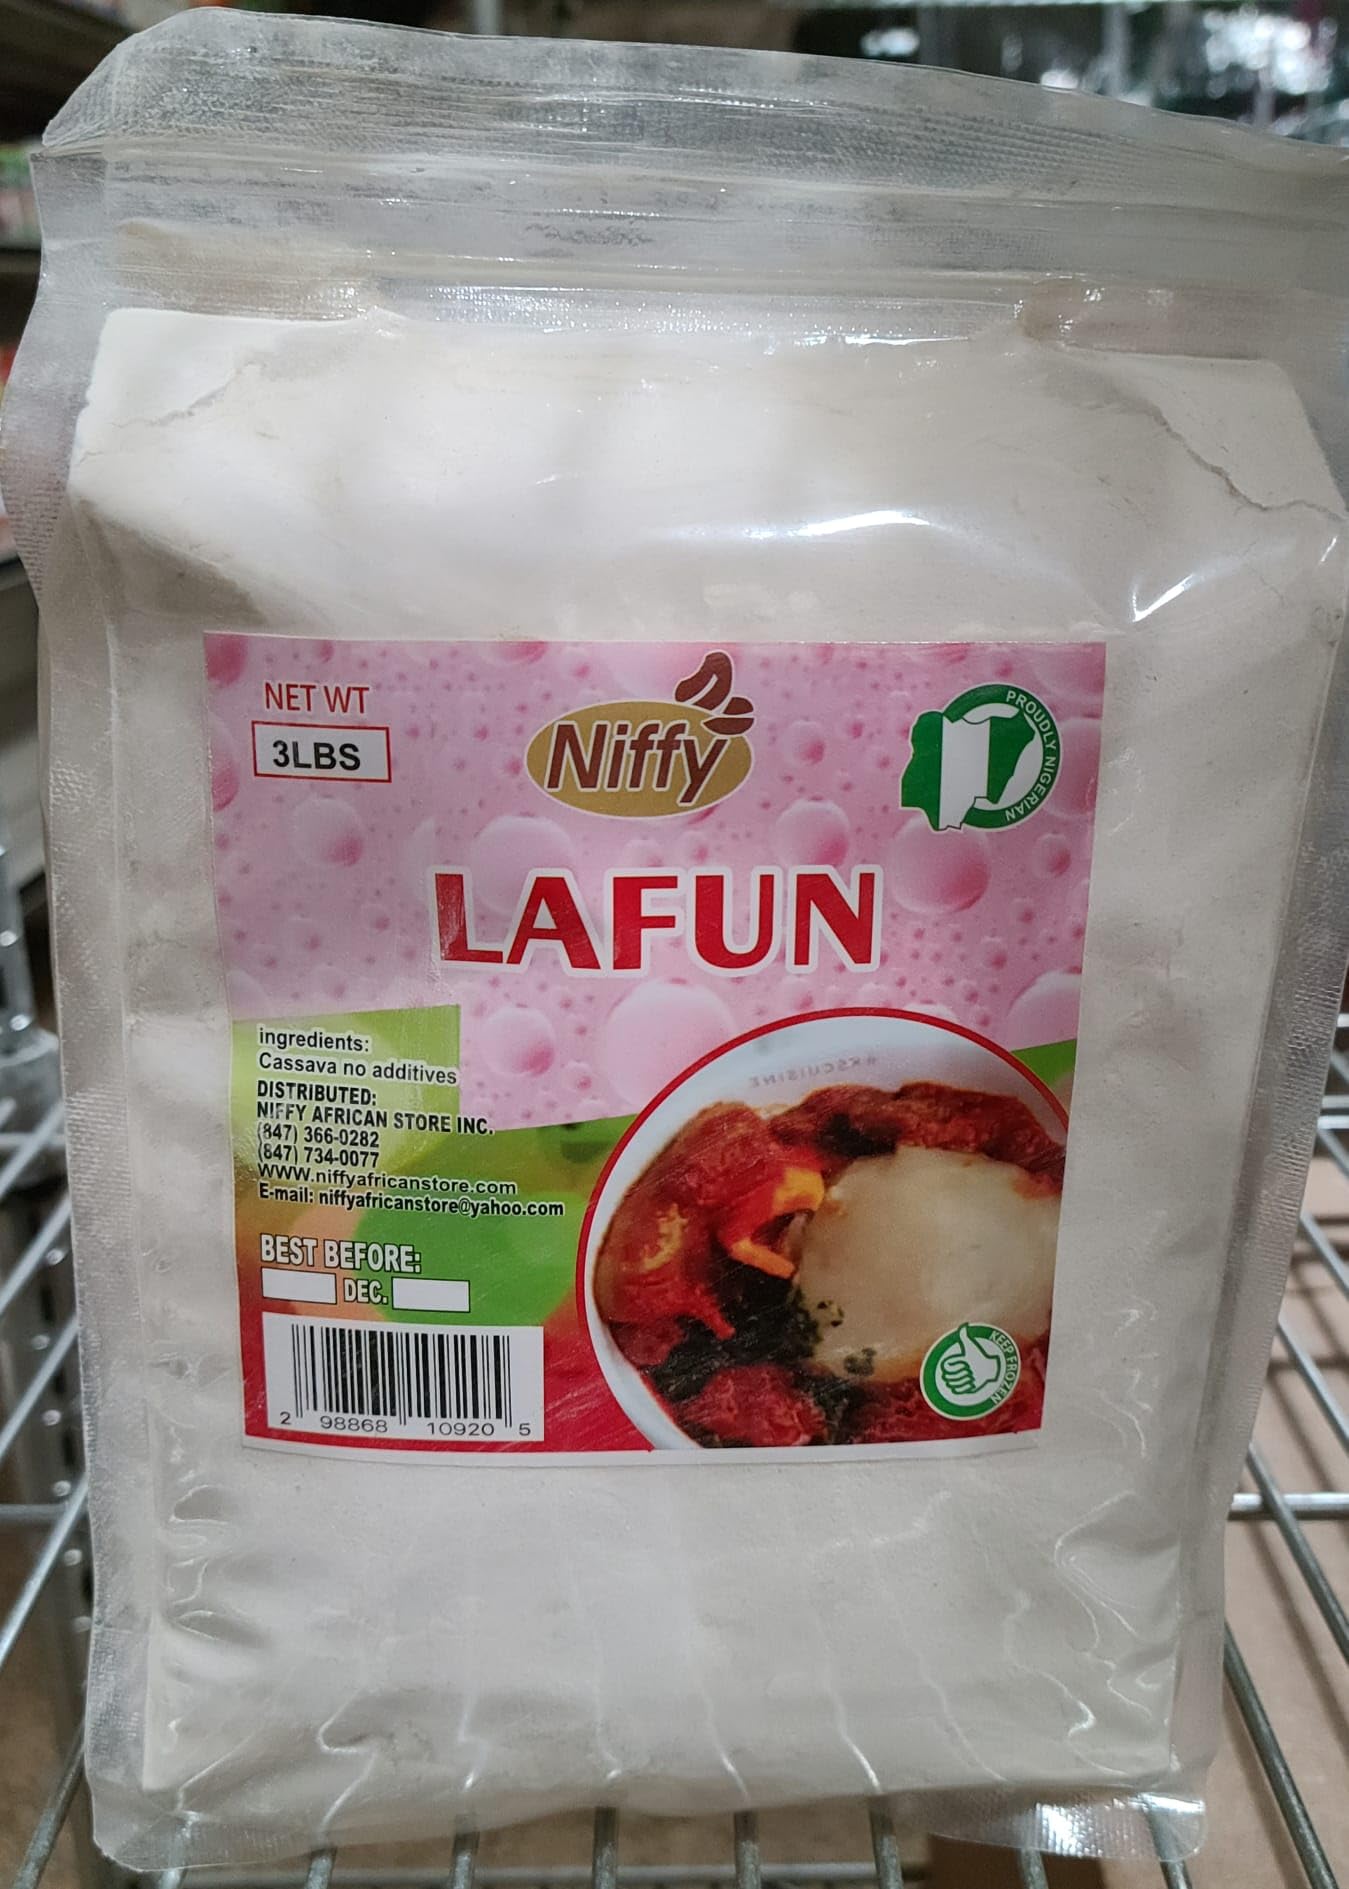 NET WT
3LBS
Niffy
PROUDLY NIGERIAN
LAFUN
ingredients:
Cassava no additives
DISTRIBUTED:
NIFFY AFRICAN STORE INC.
(847) 366-0282
(847) 734-0077
WWW.niffyafricanstore.com
E-mail: niffyafricanstore@yahoo.com
BEST BEFORE:
DEC.
2 98868 10920 5
KEEP FROZEN